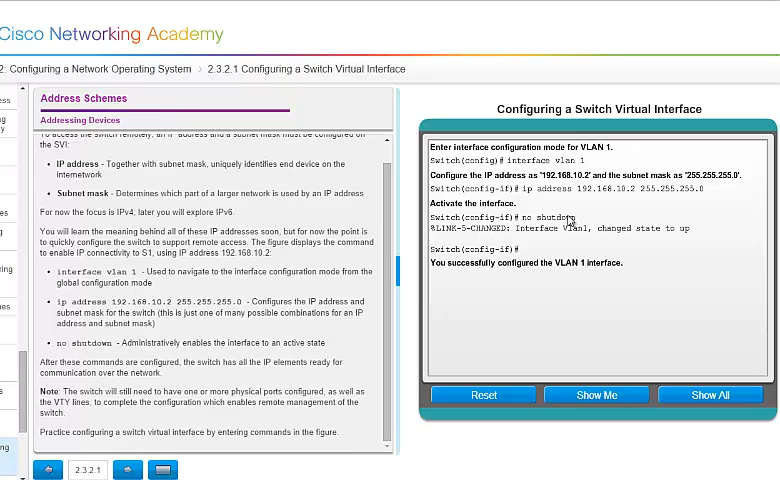 Cisco Networking Academy
2: Configuring a Network Operating System › 2.3.2.1 Configuring a Switch Virtual Interface
Address Schemes
Addressing Devices
To access the switch remotely, an IP address and a subnet mask must be configured on
the SVI:
• IP address - Together with subnet mask, uniquely identifies end device on the
internetwork
• Subnet mask - Determines which part of a larger network is used by an IP address
For now the focus is IPv4; later you will explore IPv6.
You will learn the meaning behind all of these IP addresses soon, but for now the point is
to quickly configure the switch to support remote access. The figure displays the command
to enable IP connectivity to S1, using IP address 192.168.10.2:
• interface vlan 1 - Used to navigate to the interface configuration mode from the
global configuration mode
• ip address 192.168.10.2 255.255.255.0 - Configures the IP address and
subnet mask for the switch (this is just one of many possible combinations for an IP
address and subnet mask)
• no shutdown - Administratively enables the interface to an active state
After these commands are configured, the switch has all the IP elements ready for
communication over the network.
Note: The switch will still need to have one or more physical ports configured, as well as
the VTY lines, to complete the configuration which enables remote management of the
switch.
Practice configuring a switch virtual interface by entering commands in the figure.
2.3.2.1
Configuring a Switch Virtual Interface
Enter interface configuration mode for VLAN 1.
Switch(config)# interface vlan 1
Configure the IP address as '192.168.10.2' and the subnet mask as '255.255.255.0'.
Switch(config-if)# ip address 192.168.10.2 255.255.255.0
Activate the interface.
Switch(config-if)# no shutdown
%LINK-5-CHANGED: Interface Vlan1, changed state to up
Switch(config-if)#
You successfully configured the VLAN 1 interface.
Reset
Show Me
Show All